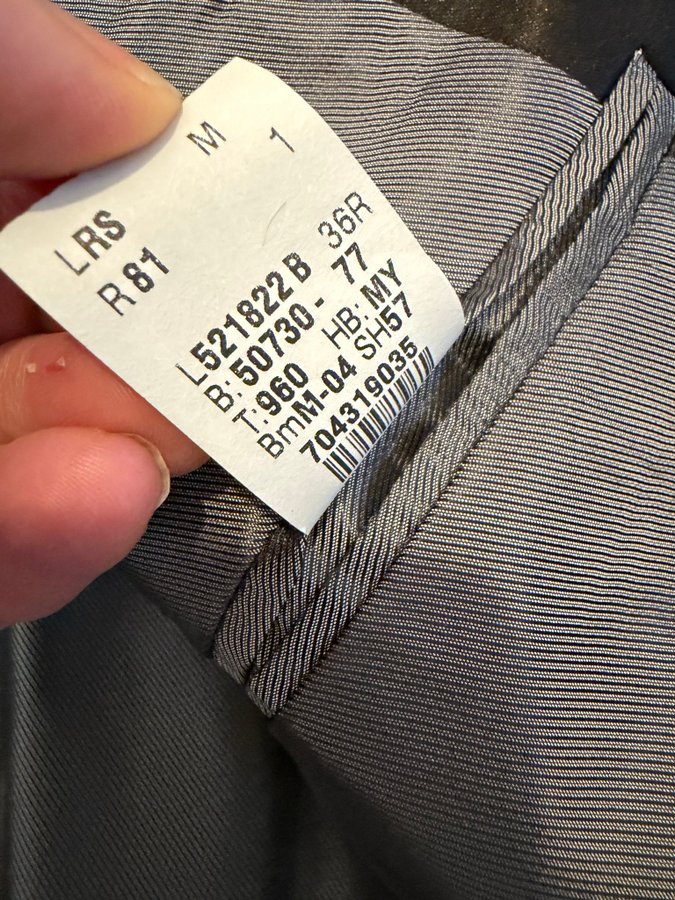 M 1
LRS
R 81
L521822 B 36R
B: 50730- 77
T: 960 HB: MY
BmM-04 SH57
704319035